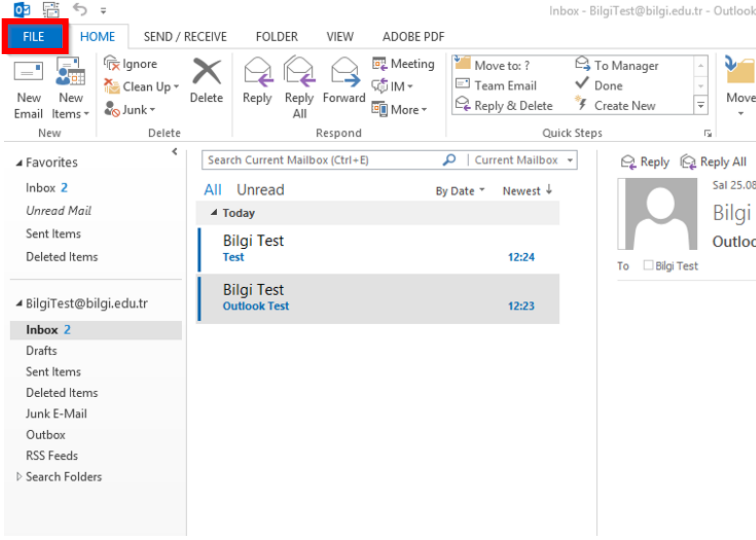 Inbox - BilgiTest@bilgi.edu.tr - Outlook
FILE HOME SEND / RECEIVE FOLDER VIEW ADOBE PDF
New Email
New Items
Ignore
Clean Up
Junk
Delete
Reply
Reply All
Forward
Meeting
IM
More
Move to: ?
Team Email
Reply & Delete
To Manager
Done
Create New
Move
New Delete Respond Quick Steps
Favorites
Inbox 2
Unread Mail
Sent Items
Deleted Items
BilgiTest@bilgi.edu.tr
Inbox 2
Drafts
Sent Items
Deleted Items
Junk E-Mail
Outbox
RSS Feeds
Search Folders
Search Current Mailbox (Ctrl+E) Current Mailbox
All Unread By Date Newest
Today
Bilgi Test
Test 12:24
Bilgi Test
Outlook Test 12:23
Reply Reply All
Sal 25.08
Bilgi
Outloo
To Bilgi Test